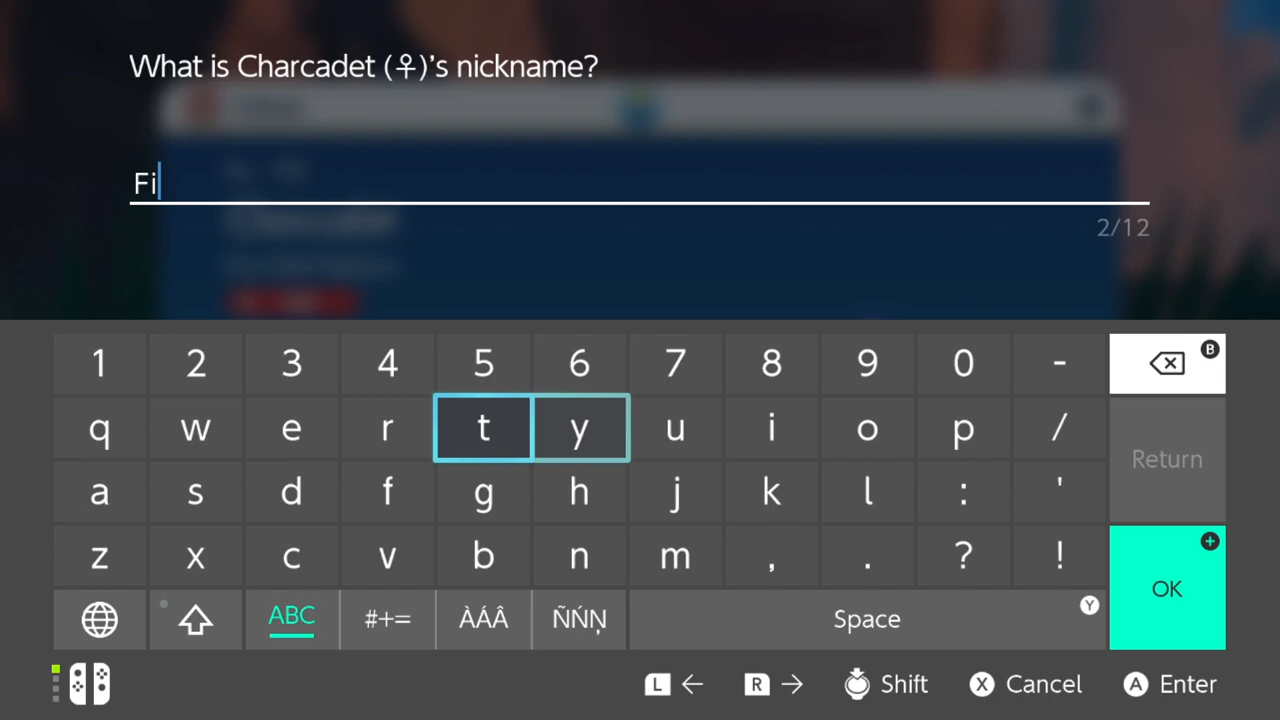 What is Charcadet (♀)'s nickname?
Fi
2/12
1 2 3 4 5 6 7 8 9 0 - B
q w e r t y u i o p / Return
a s d f g h j k l : '
z x c v b n m , . ? ! + OK
ABC #+= ÀÁÂ ÑŃŅ Space Y
L ← R → Shift X Cancel A Enter